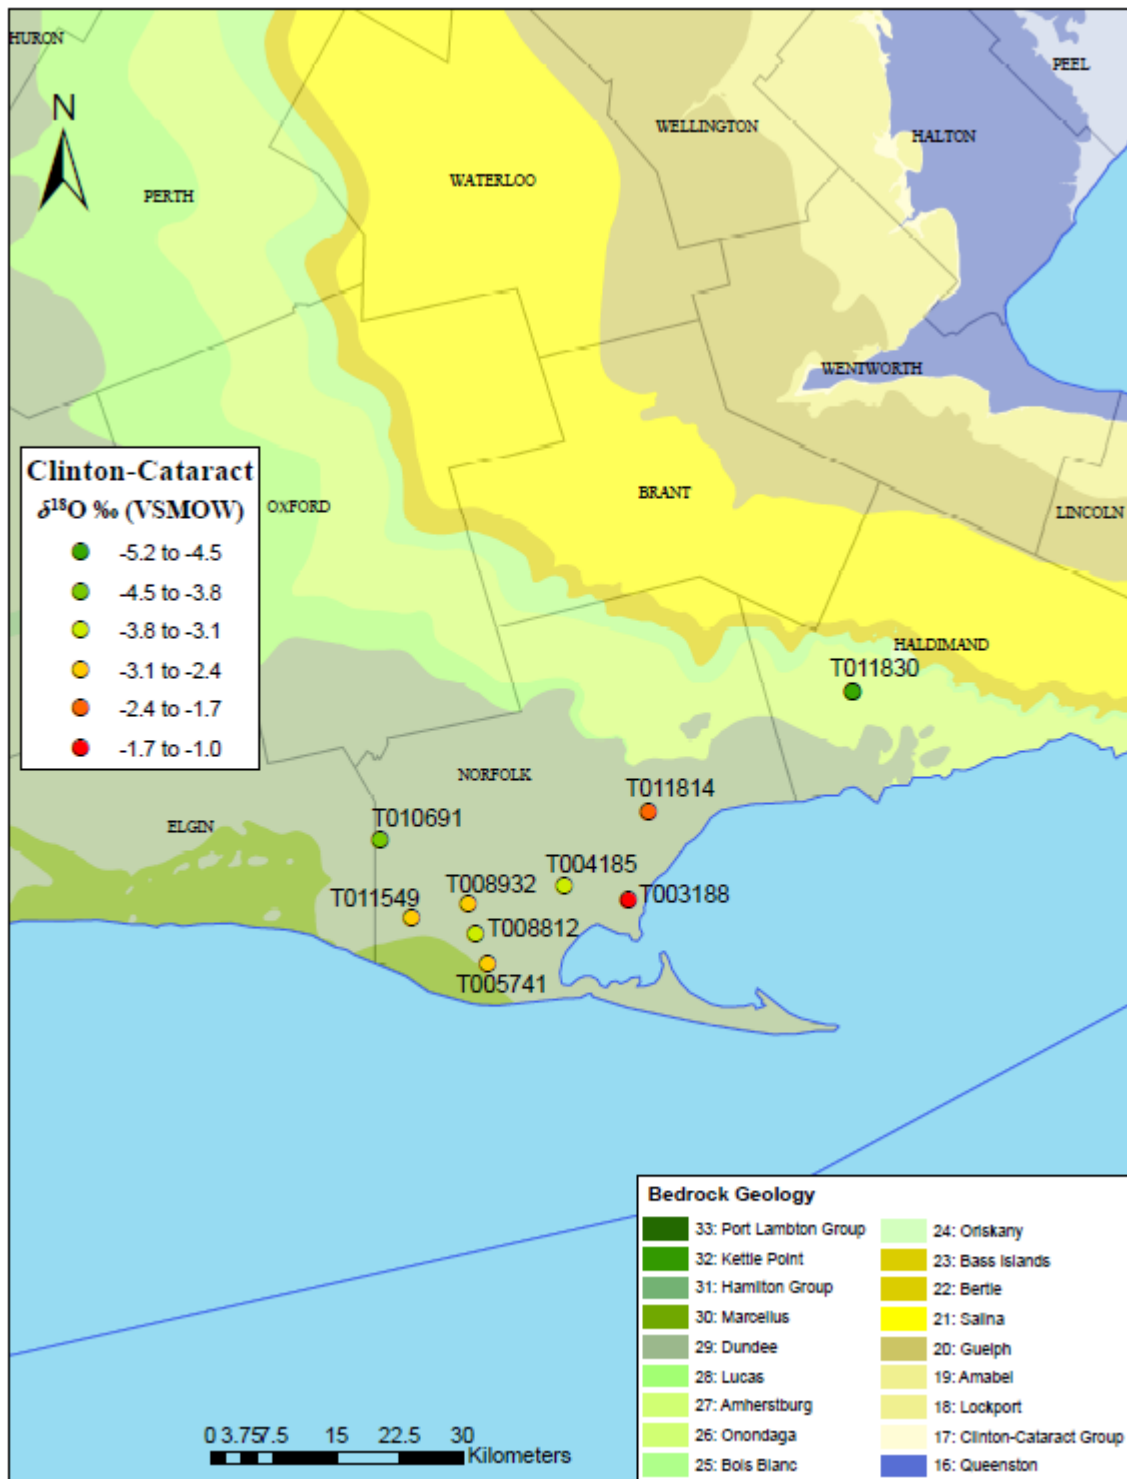 HURON
N
PERTH
WATERLOO
WELLINGTON
HALTON
PEEL
WENTWORTH
OXFORD
BRANT
LINCOLN
HALDIMAND
T011830
NORFOLK
T011814
ELGIN
T010691
T004185
T008932
T003188
T011549
T008812
T005741
Clinton-Cataract
δ¹⁸O ‰ (VSMOW)
-5.2 to -4.5
-4.5 to -3.8
-3.8 to -3.1
-3.1 to -2.4
-2.4 to -1.7
-1.7 to -1.0
0 3.75 7.5 15 22.5 30
Kilometers
Bedrock Geology
33: Port Lambton Group
32: Kettle Point
31: Hamilton Group
30: Marcellus
29: Dundee
28: Lucas
27: Amherstburg
26: Onondaga
25: Bois Blanc
24: Oriskany
23: Bass Islands
22: Bertie
21: Salina
20: Guelph
19: Amabel
18: Lockport
17: Clinton-Cataract Group
16: Queenston